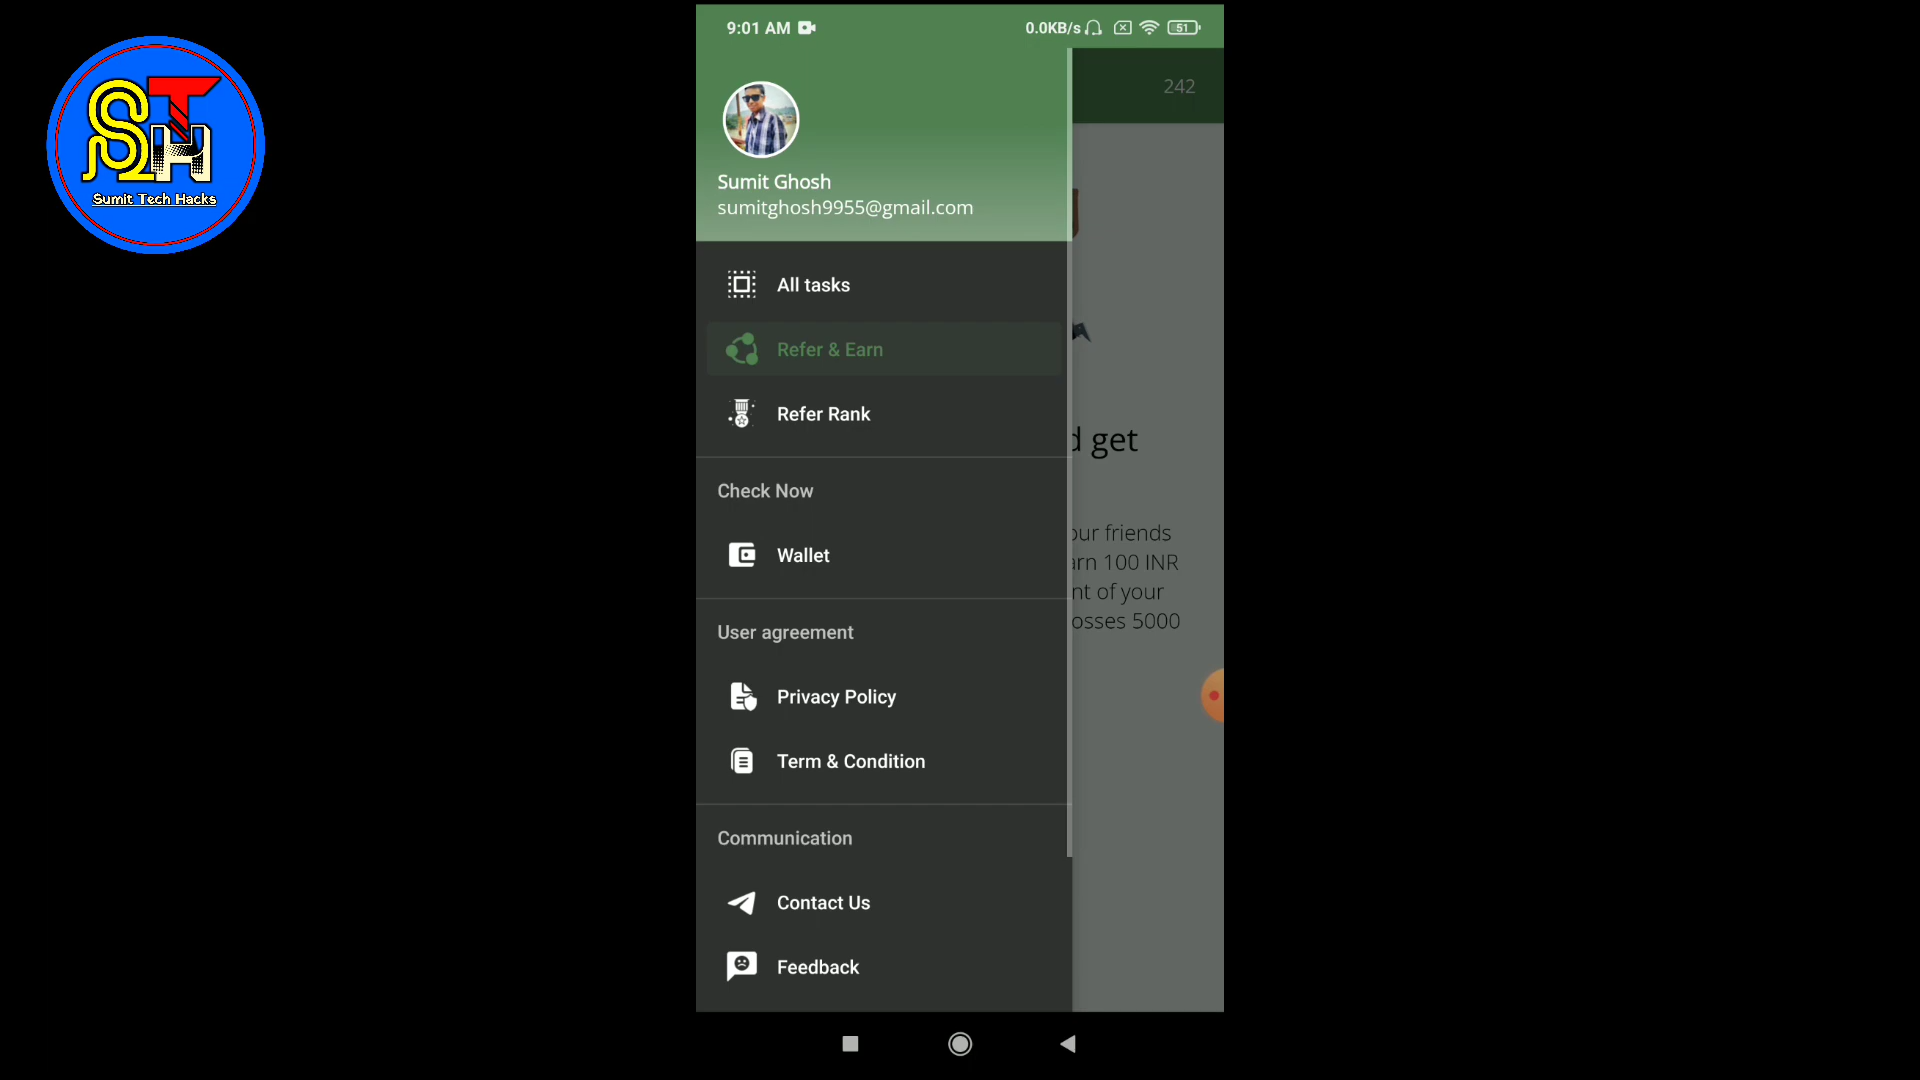 STH
Sumit Tech Hacks
9:01 AM
0.0KB/s
51
242
Sumit Ghosh
sumitghosh9955@gmail.com
All tasks
Refer & Earn
Refer Rank
Check Now
Wallet
User agreement
Privacy Policy
Term & Condition
Communication
Contact Us
Feedback
d get
our friends
arn 100 INR
nt of your
osses 5000